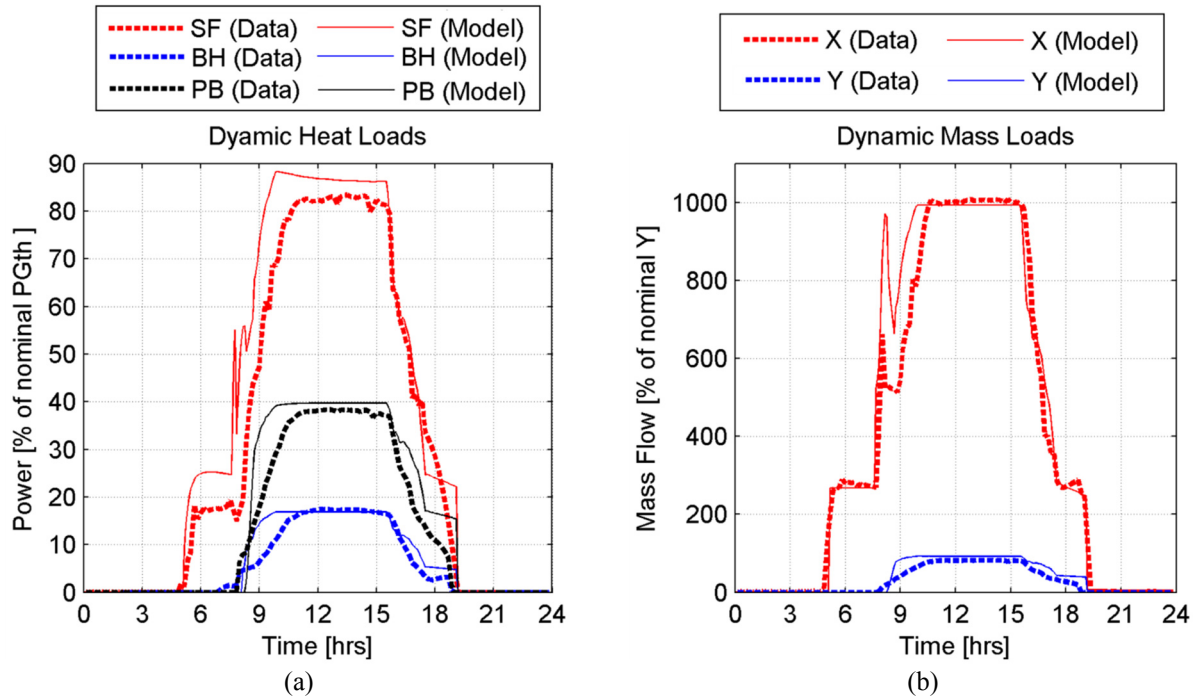 SF (Data) SF (Model)
BH (Data) BH (Model)
PB (Data) PB (Model)
Dyamic Heat Loads
Power [% of nominal PGth ]
90
80
70
60
50
40
30
20
10
0
0 3 6 9 12 15 18 21 24
Time [hrs]
(a)
X (Data) X (Model)
Y (Data) Y (Model)
Dynamic Mass Loads
Mass Flow [% of nominal Y]
1000
800
600
400
200
0
0 3 6 9 12 15 18 21 24
Time [hrs]
(b)